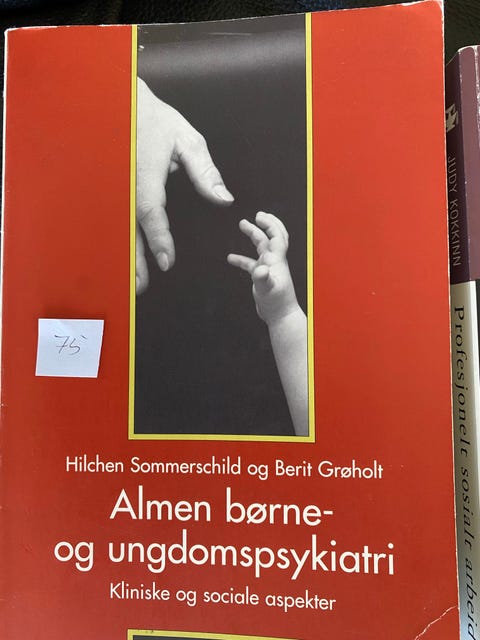 75
Hilchen Sommerschild og Berit Grøholt
Almen børne-
og ungdomspsykiatri
Kliniske og sociale aspekter
JUDY KOKKINN
Profesjonelt sosialt arbeid